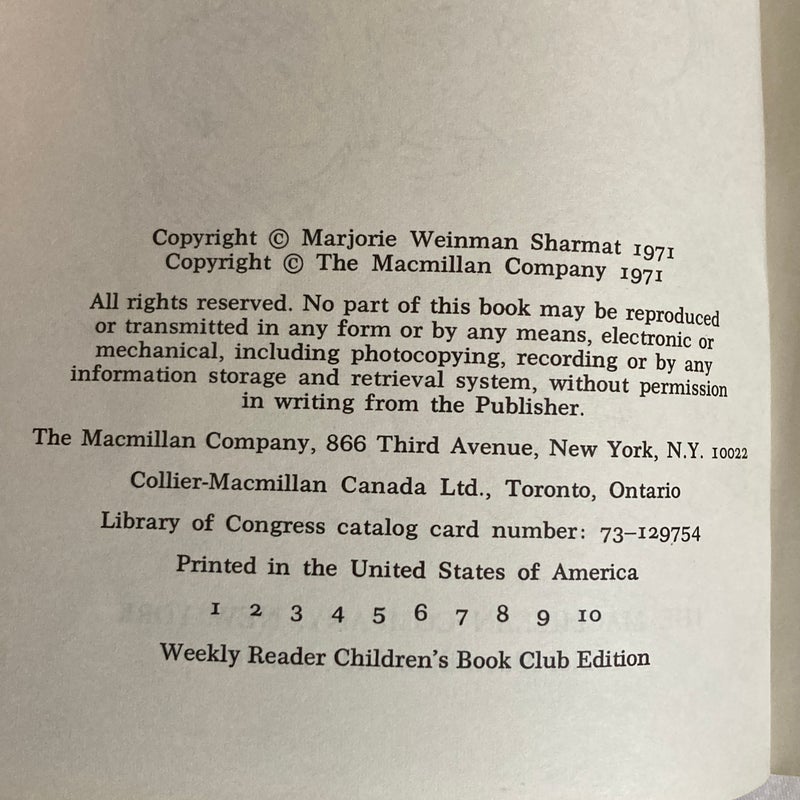 Copyright © Marjorie Weinman Sharmat 1971
Copyright © The Macmillan Company 1971
All rights reserved. No part of this book may be reproduced
or transmitted in any form or by any means, electronic or
mechanical, including photocopying, recording or by any
information storage and retrieval system, without permission
in writing from the Publisher.
The Macmillan Company, 866 Third Avenue, New York, N.Y. 10022
Collier-Macmillan Canada Ltd., Toronto, Ontario
Library of Congress catalog card number: 73–129754
Printed in the United States of America
1 2 3 4 5 6 7 8 9 10
Weekly Reader Children's Book Club Edition